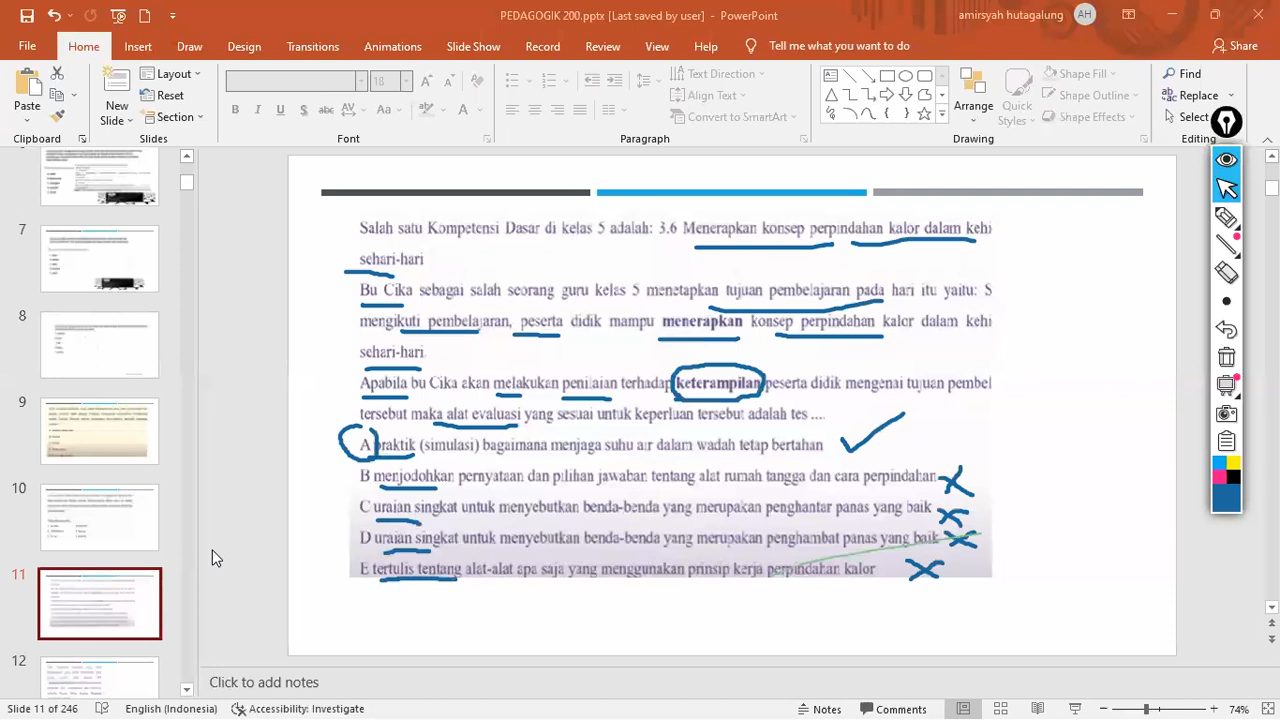 PEDAGOGIK 200.pptx [Last saved by user] - PowerPoint
amirsyah hutagalung AH
File Home Insert Draw Design Transitions Animations Slide Show Record Review View Help Tell me what you want to do Share
Paste
New Slide
Layout
Reset
Section
18
Text Direction
Align Text
Convert to SmartArt
Arrange
Quick Styles
Shape Fill
Shape Outline
Shape Effects
Find
Replace
Select
Clipboard Slides Font Paragraph Drawing Editing
7
8
9
10
11
12
Salah satu Kompetensi Dasar di kelas 5 adalah: 3.6 Menerapkan konsep perpindahan kalor dalam kehi
sehari-hari
Bu Cika sebagai salah seorang guru kelas 5 menetapkan tujuan pembelajaran pada hari itu yaitu: S
mengikuti pembelajaran, peserta didik mampu menerapkan konsep perpindahan kalor dalam kehi
sehari-hari.
Apabila bu Cika akan melakukan penilaian terhadap keterampilan peserta didik mengenai tujuan pembel
tersebut maka alat evaluasi yang sesuai untuk keperluan tersebut adalah tes ....
A praktik (simulasi) bagaimana menjaga suhu air dalam wadah tetap bertahan
B menjodohkan pernyataan dan pilihan jawaban tentang alat rumah tangga dan cara perpindahan
C uraian singkat untuk menyebutkan benda-benda yang merupakan penghantar panas yang baik
D uraian singkat untuk menyebutkan benda-benda yang merupakan penghambat panas yang baik
E tertulis tentang alat-alat apa saja yang menggunakan prinsip kerja perpindahan kalor
Click to add notes
Slide 11 of 246 English (Indonesia) Accessibility: Investigate Notes Comments 74%